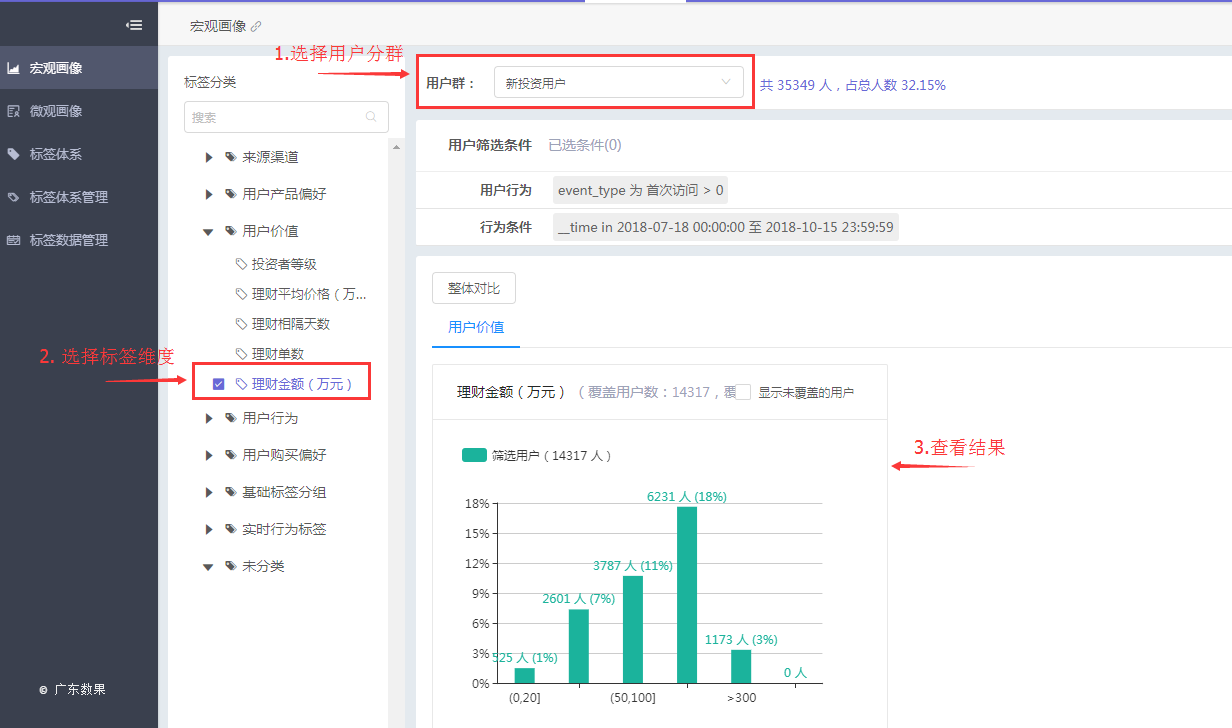 宏观画像
1.选择用户分群
宏观画像
微观画像
标签体系
标签体系管理
标签数据管理
© 广东数果
标签分类
搜索
来源渠道
用户产品偏好
用户价值
投资者等级
理财平均价格（万...
理财相隔天数
理财单数
2. 选择标签维度
理财金额（万元）
用户行为
用户购买偏好
基础标签分组
实时行为标签
未分类
用户群： 新投资用户 共 35349 人，占总人数 32.15%
用户筛选条件 已选条件(0)
用户行为 event_type 为 首次访问 > 0
行为条件 __time in 2018-07-18 00:00:00 至 2018-10-15 23:59:59
整体对比
用户价值
理财金额（万元）（ 覆盖用户数：14317，覆 显示未覆盖的用户
3.查看结果
筛选用户（14317 人）
6231 人 (18%)
18%
15%
3787 人 (11%)
12%
2601 人 (7%)
9%
6%
1173 人 (3%)
525 人 (1%)
3%
0 人
0%
(0,20] (50,100] >300